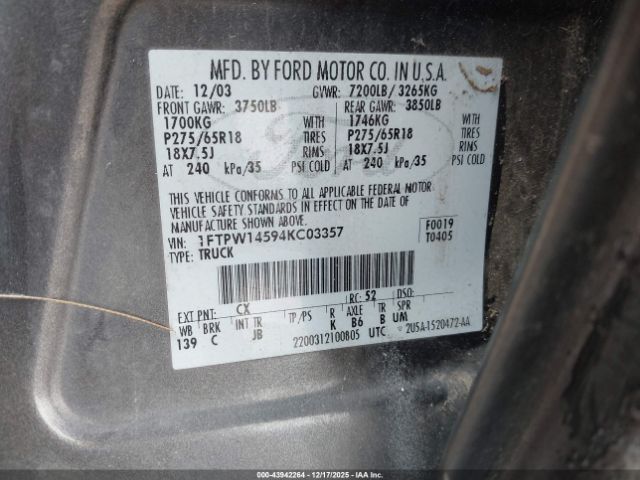 MFD. BY FORD MOTOR CO. IN U.S.A.
DATE: 12/03 GVWR: 7200LB/ 3265KG
FRONT GAWR: 3750LB REAR GAWR: 3850LB
1700KG WITH 1746KG WITH
P275/65R18 TIRES P275/65R18 TIRES
18X7.5J RIMS 18X7.5J RIMS
AT 240 kPa/35 PSI COLD AT 240 kPa/35 PSI COLD
THIS VEHICLE CONFORMS TO ALL APPLICABLE FEDERAL MOTOR
VEHICLE SAFETY STANDARDS IN EFFECT ON THE DATE OF
MANUFACTURE SHOWN ABOVE.
VIN: 1FTPW14594KC03357 F0019
TYPE: TRUCK T0405
EXT PNT: CX RC: 52 DSO:
WB BRK INT TR TP/PS R AXLE TR SPR
139 C JB K B6 B UM
2200312100805 UTC 2U5A-1520472-AA
Ford
000-43942264 - 12/17/2025 - IAA, Inc.